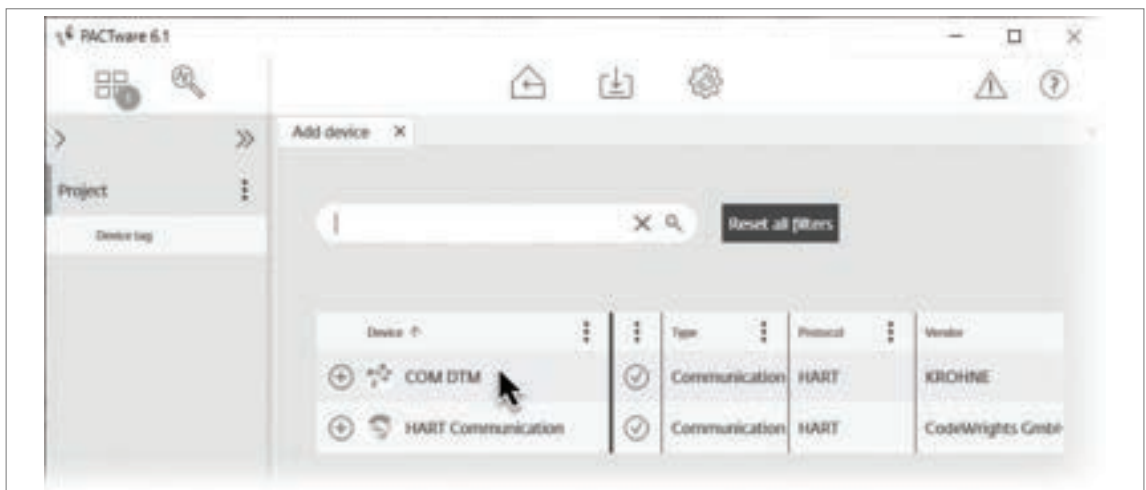 PACTware 6.1
Add device
Project
Reset all filters
Device tag
Device Type Protocol Vendor
COM DTM Communication HART KROHNE
HART Communication Communication HART CodeWrights